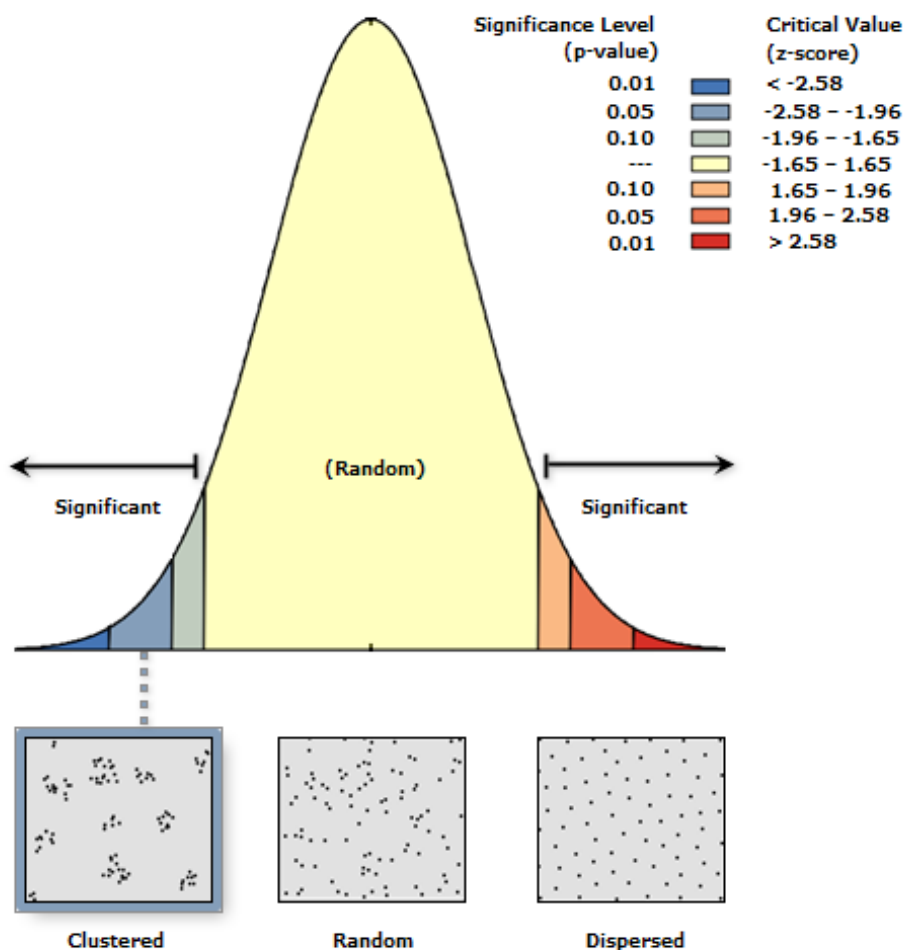 Significance Level Critical Value
(p-value) (z-score)
0.01 < -2.58
0.05 -2.58 – -1.96
0.10 -1.96 – -1.65
--- -1.65 – 1.65
0.10 1.65 – 1.96
0.05 1.96 – 2.58
0.01 > 2.58
(Random)
Significant Significant
Clustered Random Dispersed